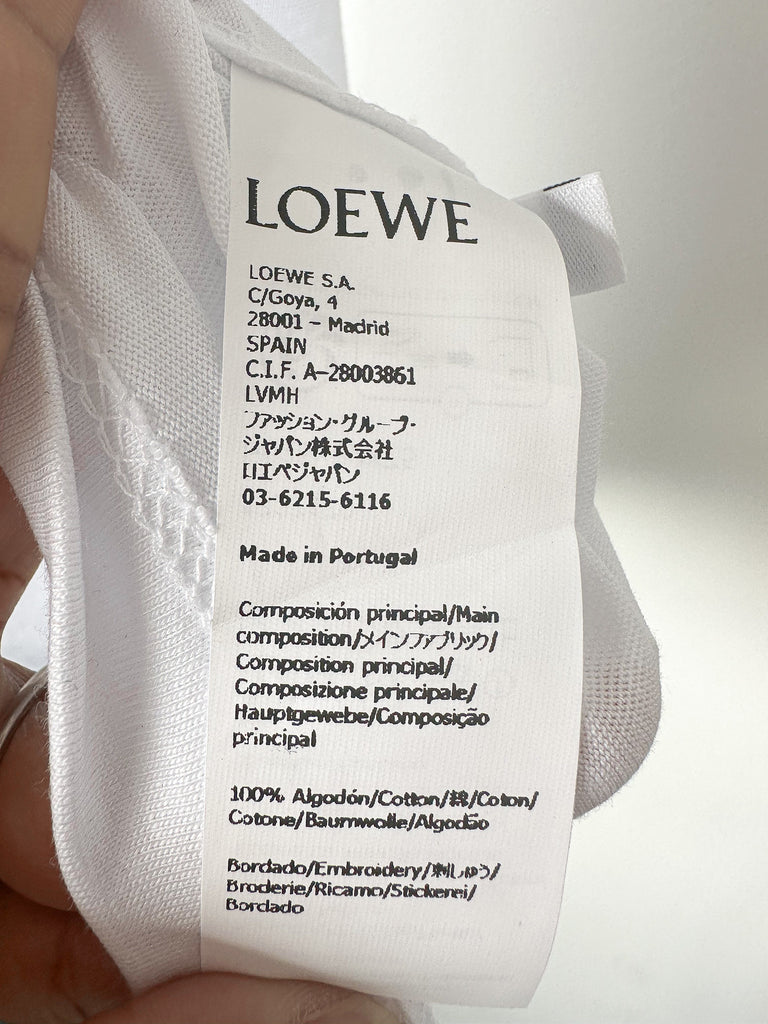 LOEWE
LOEWE S.A.
C/Goya, 4
28001 – Madrid
SPAIN
C.I.F. A-28003861
LVMH
ファッション・グループ・
ジャパン株式会社
ロエベジャパン
03-6215-6116
Made in Portugal
Composición principal/Main
composition/メインファブリック/
Composition principal/
Composizione principale/
Hauptgewebe/Composição
principal
100% Algodón/Cotton/綿/Coton/
Cotone/Baumwolle/Algodão
Bordado/Embroidery/刺しゅう/
Broderie/Ricamo/Stickerei/
Bordado